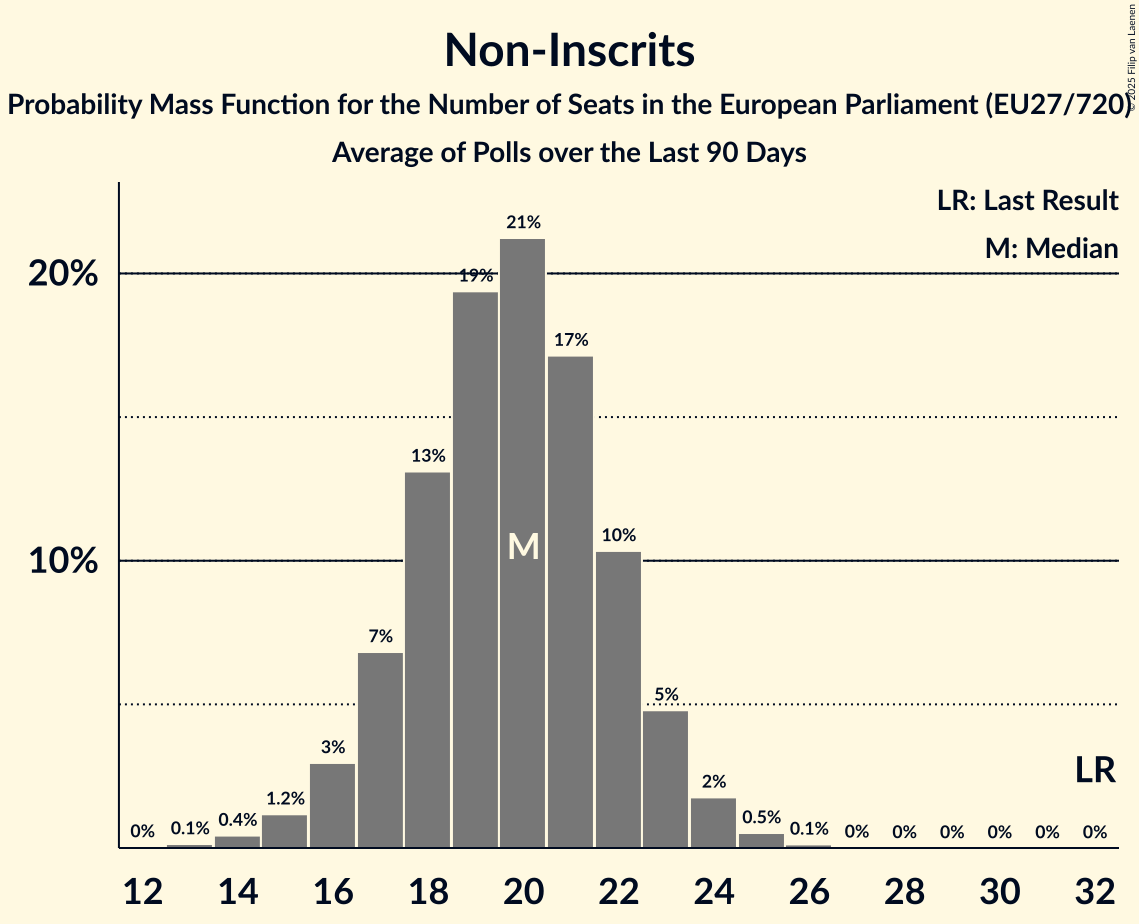 Non-Inscrits
Probability Mass Function for the Number of Seats in the European Parliament (EU27/720)
Average of Polls over the Last 90 Days
© 2025 Filip van Laenen
LR: Last Result
M: Median
20%
10%
0%
0.1%
0.4%
1.2%
3%
7%
13%
19%
21%
17%
10%
5%
2%
0.5%
0.1%
0%
0%
0%
0%
0%
0%
M
LR
12 14 16 18 20 22 24 26 28 30 32